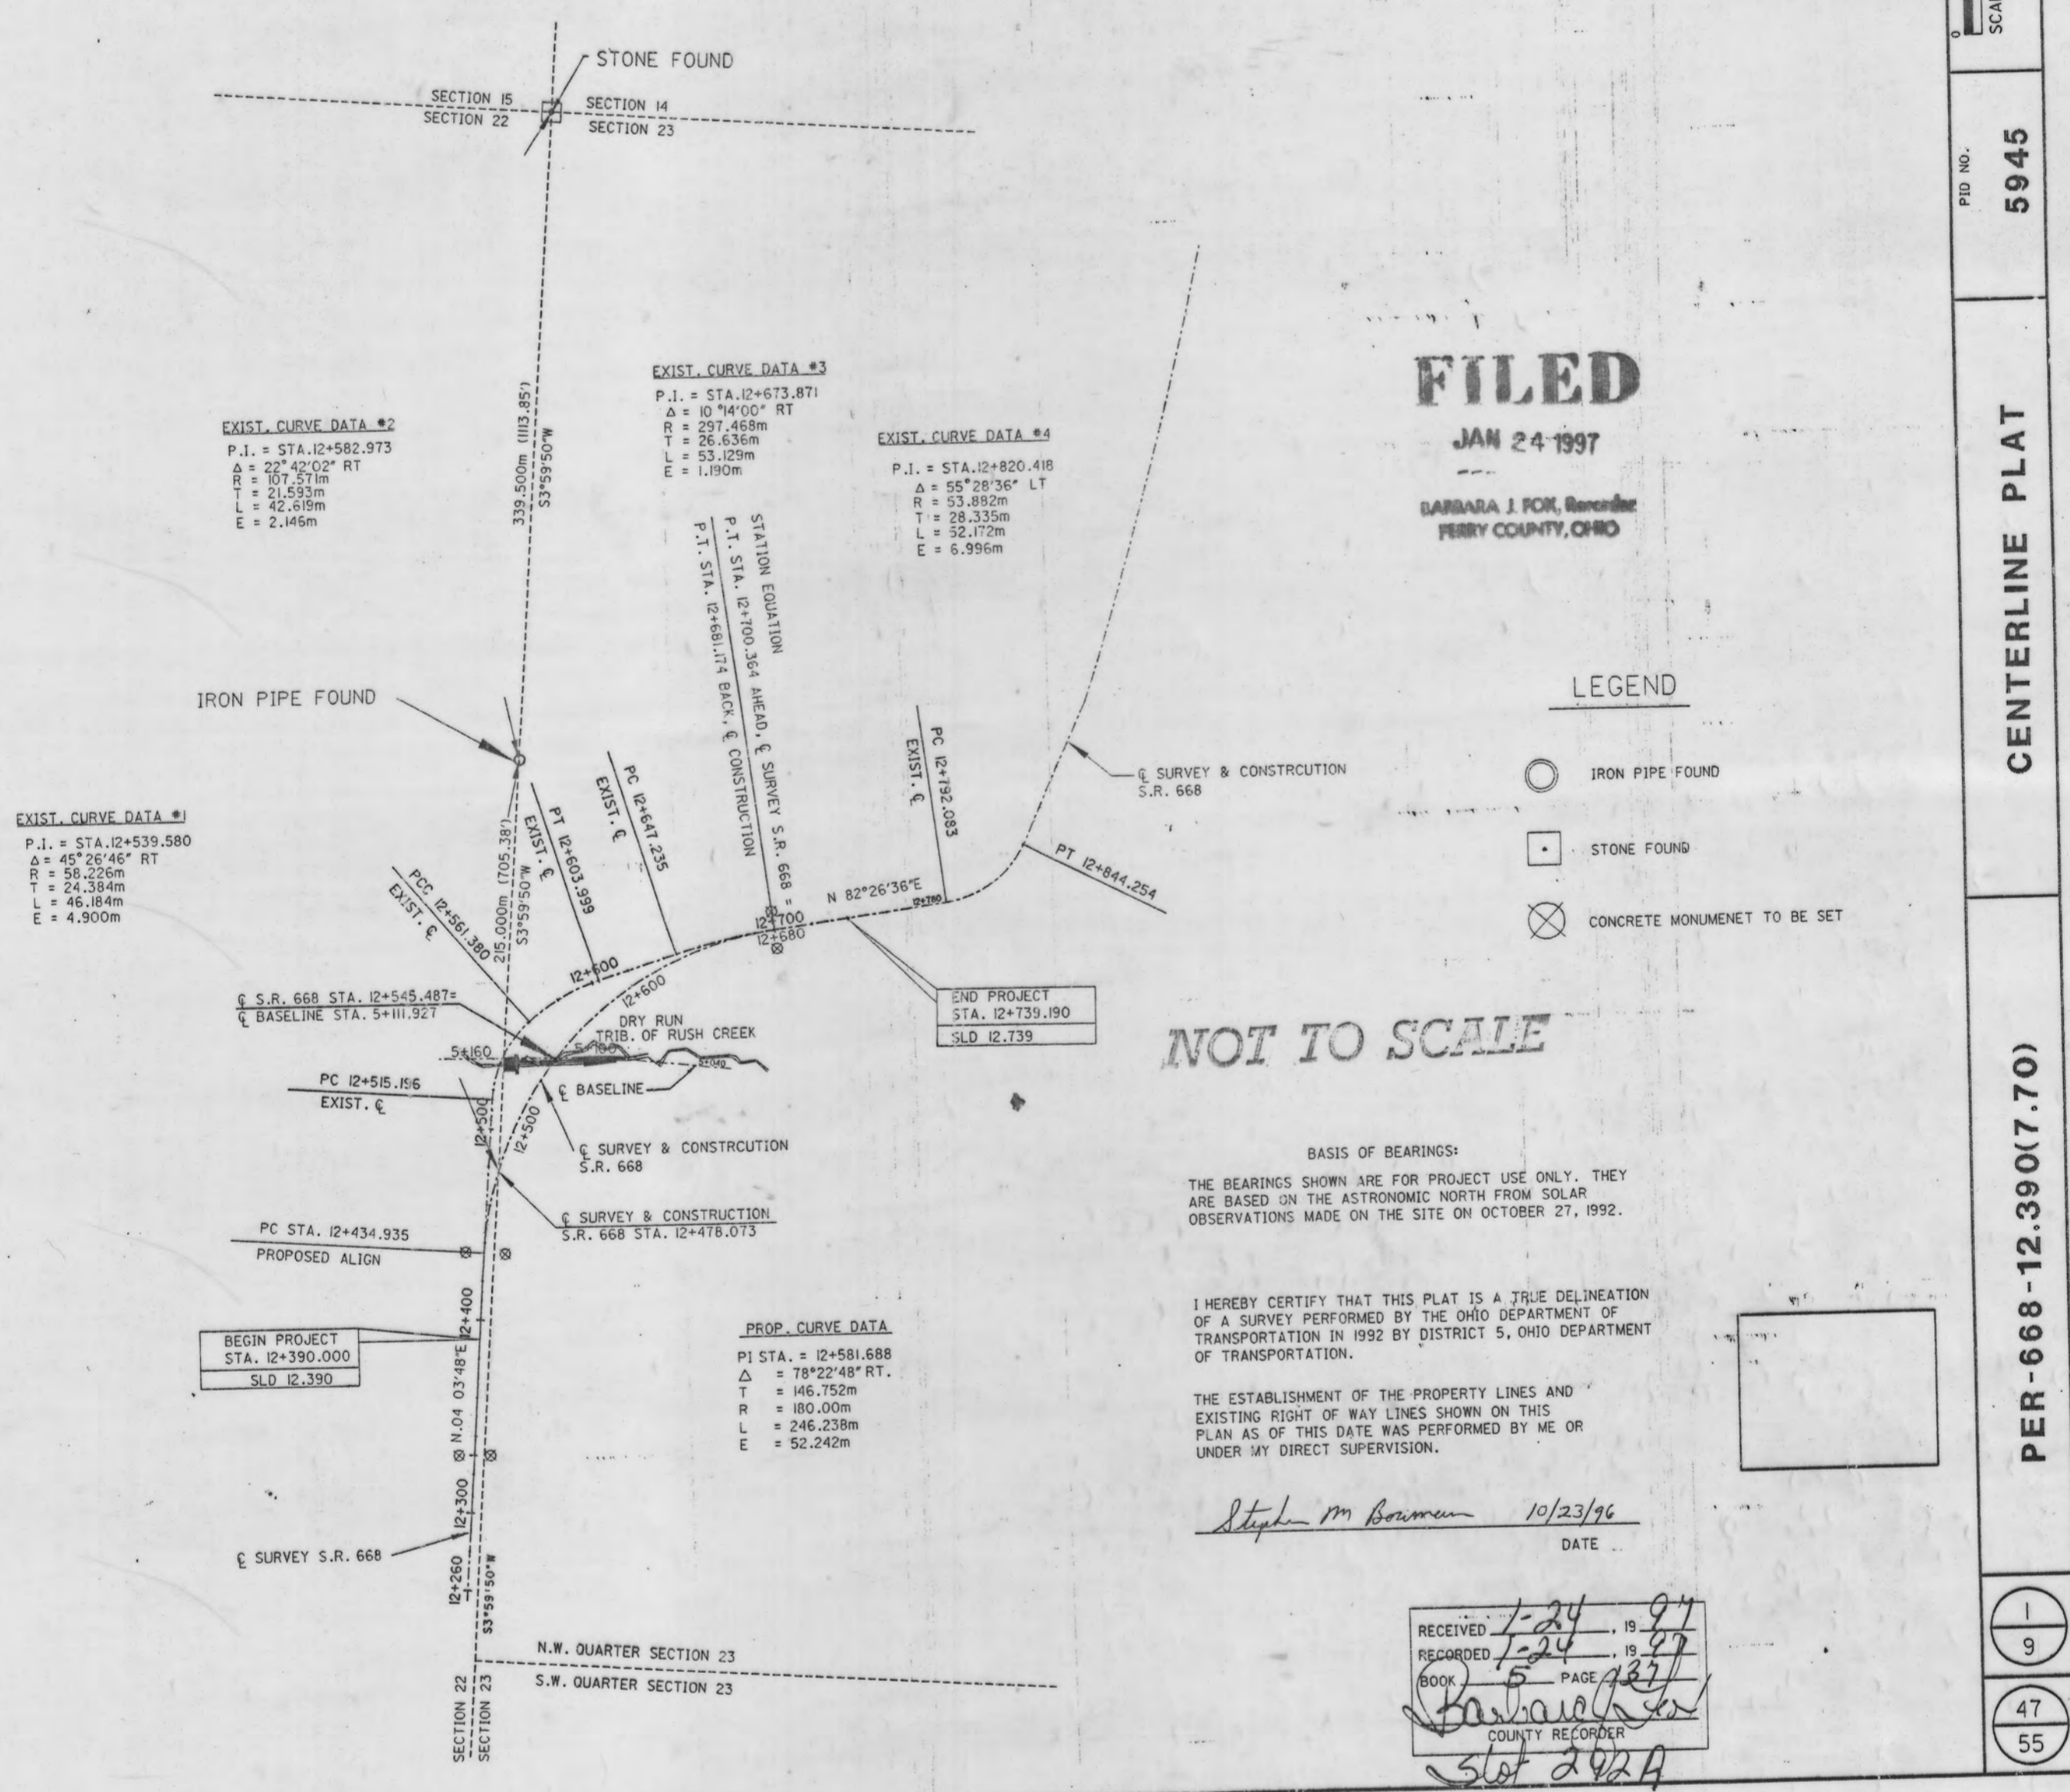 STONE FOUND
SECTION 15
SECTION 14
SECTION 22
SECTION 23
339.500m (1113.85')
S3°59'50"W
EXIST. CURVE DATA #2
P.I. = STA.12+582.973
Δ = 22°42'02" RT
R = 107.571m
T = 21.593m
L = 42.619m
E = 2.146m
EXIST. CURVE DATA #3
P.I. = STA.12+673.871
Δ = 10°14'00" RT
R = 297.468m
T = 26.636m
L = 53.129m
E = 1.190m
EXIST. CURVE DATA #4
P.I. = STA.12+820.418
Δ = 55°28'36" LT
R = 53.882m
T = 28.335m
L = 52.172m
E = 6.996m
STATION EQUATION
P.T. STA. 12+700.364 AHEAD, ℄ SURVEY S.R. 668 =
P.T. STA. 12+681.174 BACK, ℄ CONSTRUCTION
IRON PIPE FOUND
EXIST. CURVE DATA #1
P.I. = STA.12+539.580
Δ = 45°26'46" RT
R = 58.226m
T = 24.384m
L = 46.184m
E = 4.900m
215.000m (705.38')
S3°59'50"W
PCC 12+561.380
EXIST. ℄
PT 12+603.999
EXIST. ℄
PC 12+647.235
EXIST. ℄
PC 12+792.083
EXIST. ℄
℄ SURVEY & CONSTRCUTION
S.R. 668
PT 12+844.254
N 82°26'36"E
12+780
12+700
12+680
12+600
12+600
END PROJECT
STA. 12+739.190
SLD 12.739
℄ S.R. 668 STA. 12+545.487=
℄ BASELINE STA. 5+111.927
DRY RUN
TRIB. OF RUSH CREEK
5+160
5+100
5+040
℄ BASELINE
PC 12+515.196
EXIST. ℄
12+500
12+500
℄ SURVEY & CONSTRCUTION
S.R. 668
℄ SURVEY & CONSTRUCTION
S.R. 668 STA. 12+478.073
PC STA. 12+434.935
PROPOSED ALIGN
12+400
BEGIN PROJECT
STA. 12+390.000
SLD 12.390
N.04 03'48"E
12+300
℄ SURVEY S.R. 668
12+260
S3°59'50"W
PROP. CURVE DATA
PI STA. = 12+581.688
Δ = 78°22'48" RT.
T = 146.752m
R = 180.00m
L = 246.238m
E = 52.242m
N.W. QUARTER SECTION 23
S.W. QUARTER SECTION 23
SECTION 22
SECTION 23
FILED
JAN 24 1997
BARBARA J. FOX, Recorder
PERRY COUNTY, OHIO
LEGEND
IRON PIPE FOUND
STONE FOUND
CONCRETE MONUMENET TO BE SET
NOT TO SCALE
BASIS OF BEARINGS:
THE BEARINGS SHOWN ARE FOR PROJECT USE ONLY. THEY
ARE BASED ON THE ASTRONOMIC NORTH FROM SOLAR
OBSERVATIONS MADE ON THE SITE ON OCTOBER 27, 1992.
I HEREBY CERTIFY THAT THIS PLAT IS A TRUE DELINEATION
OF A SURVEY PERFORMED BY THE OHIO DEPARTMENT OF
TRANSPORTATION IN 1992 BY DISTRICT 5, OHIO DEPARTMENT
OF TRANSPORTATION.
THE ESTABLISHMENT OF THE PROPERTY LINES AND
EXISTING RIGHT OF WAY LINES SHOWN ON THIS
PLAN AS OF THIS DATE WAS PERFORMED BY ME OR
UNDER MY DIRECT SUPERVISION.
Stephen M 10/23/96
DATE
RECEIVED 1-24, 19 97
RECORDED 1-24, 19 97
BOOK 5 PAGE 137
Barbara J Fox
COUNTY RECORDER
Slot 292A
0
PID NO.
5945
CENTERLINE PLAT
PER-668-12.390(7.70)
1
9
47
55